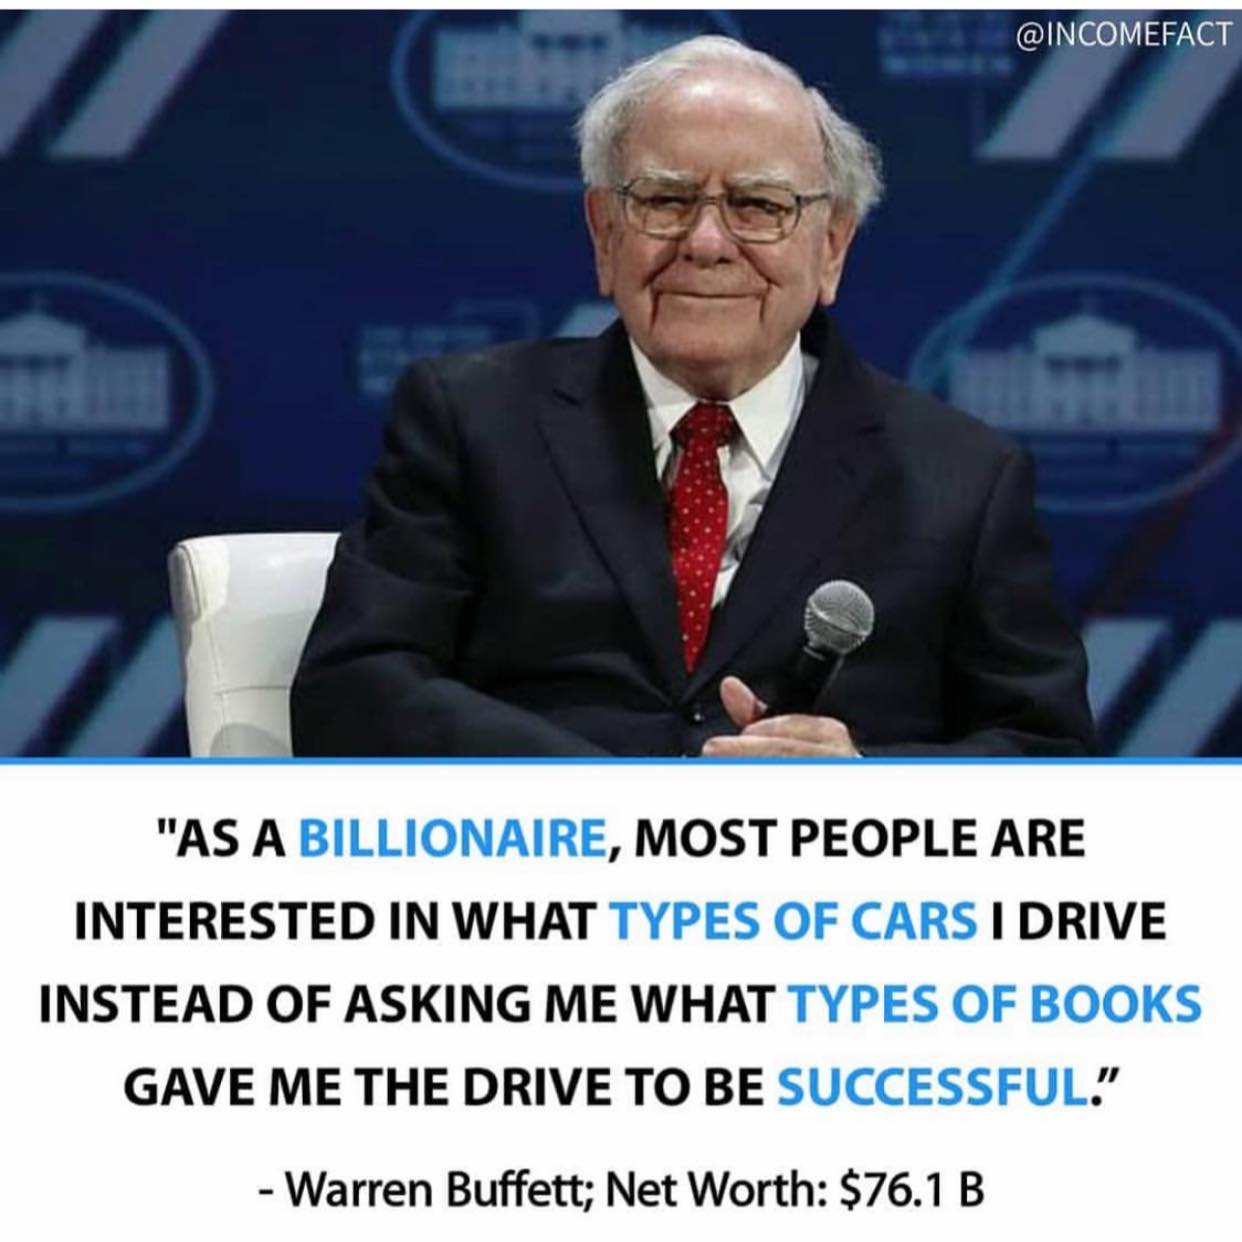 @INCOMEFACT
"AS A BILLIONAIRE, MOST PEOPLE ARE
INTERESTED IN WHAT TYPES OF CARS I DRIVE
INSTEAD OF ASKING ME WHAT TYPES OF BOOKS
GAVE ME THE DRIVE TO BE SUCCESSFUL.”
- Warren Buffett; Net Worth: $76.1 B